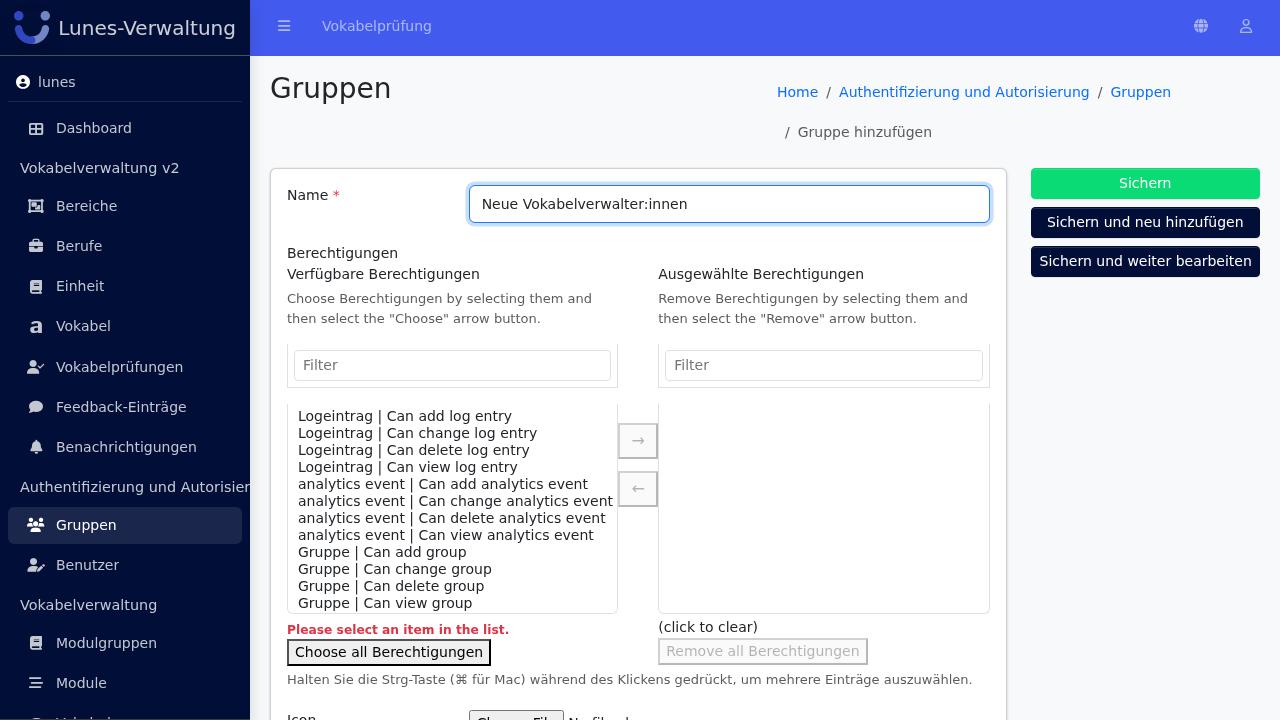 Lunes-Verwaltung
Vokabelprüfung
lunes
Dashboard
Vokabelverwaltung v2
Bereiche
Berufe
Einheit
Vokabel
Vokabelprüfungen
Feedback-Einträge
Benachrichtigungen
Authentifizierung und Autorisier
Gruppen
Benutzer
Vokabelverwaltung
Modulgruppen
Module
Gruppen
Home / Authentifizierung und Autorisierung / Gruppen
/ Gruppe hinzufügen
Name *
Neue Vokabelverwalter:innen
Berechtigungen
Verfügbare Berechtigungen
Choose Berechtigungen by selecting them and
then select the "Choose" arrow button.
Filter
Logeintrag | Can add log entry
Logeintrag | Can change log entry
Logeintrag | Can delete log entry
Logeintrag | Can view log entry
analytics event | Can add analytics event
analytics event | Can change analytics event
analytics event | Can delete analytics event
analytics event | Can view analytics event
Gruppe | Can add group
Gruppe | Can change group
Gruppe | Can delete group
Gruppe | Can view group
Please select an item in the list.
Choose all Berechtigungen
→
←
Ausgewählte Berechtigungen
Remove Berechtigungen by selecting them and
then select the "Remove" arrow button.
Filter
(click to clear)
Remove all Berechtigungen
Halten Sie die Strg-Taste (⌘ für Mac) während des Klickens gedrückt, um mehrere Einträge auszuwählen.
Icon
Sichern
Sichern und neu hinzufügen
Sichern und weiter bearbeiten